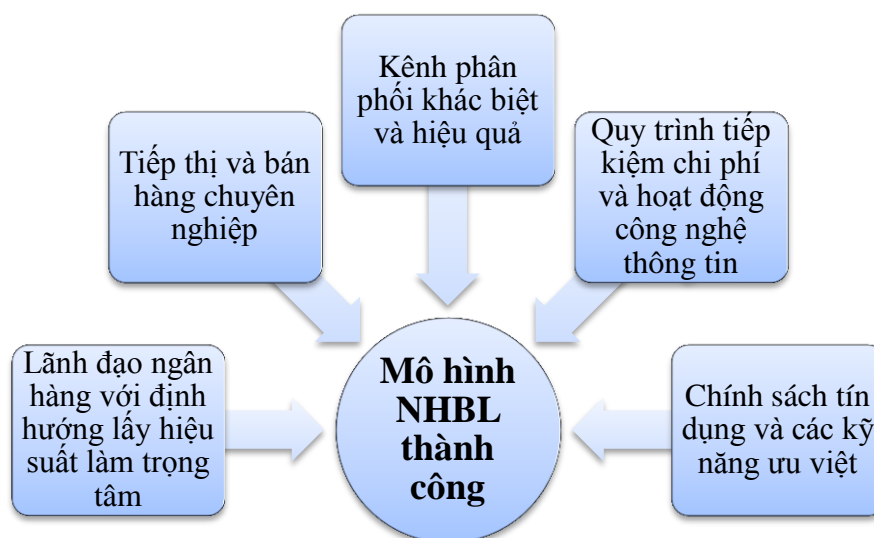 Kênh phân
phối khác biệt
và hiệu quả
Tiếp thị và bán
hàng chuyên
nghiệp
Quy trình tiếp
kiệm chi phí
và hoạt động
công nghệ
thông tin
Lãnh đạo ngân
hàng với định
hướng lấy hiệu
suất làm trọng
tâm
Mô hình
NHBL
thành
công
Chính sách tín
dụng và các kỹ
năng ưu việt